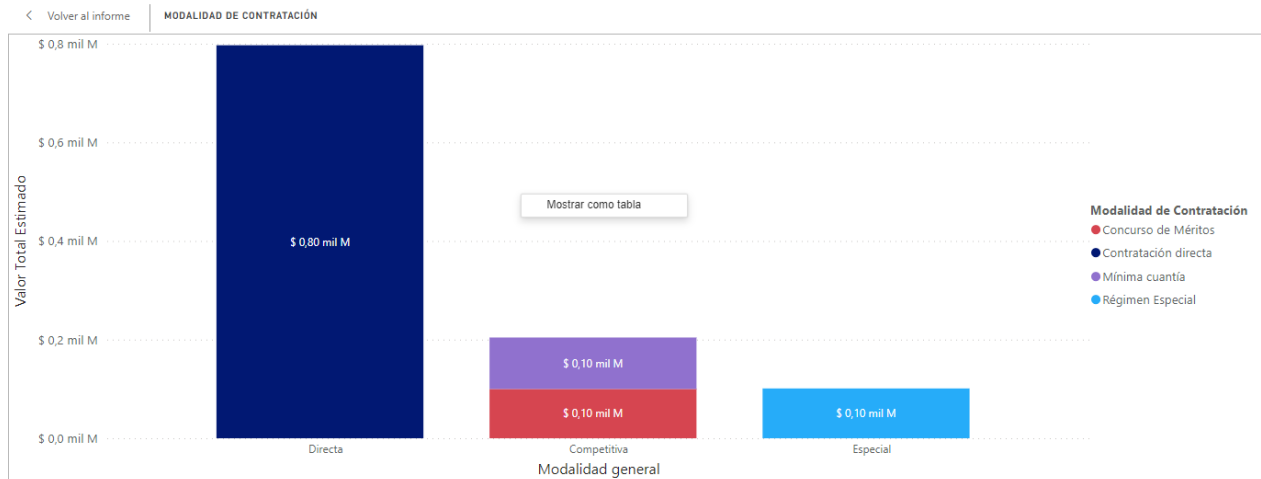 Volver al informe
MODALIDAD DE CONTRATACIÓN
$ 0,8 mil M
$ 0,6 mil M
$ 0,4 mil M
$ 0,2 mil M
$ 0,0 mil M
Valor Total Estimado
$ 0,80 mil M
Mostrar como tabla
$ 0,10 mil M
$ 0,10 mil M
$ 0,10 mil M
Directa
Competitiva
Especial
Modalidad general
Modalidad de Contratación
Concurso de Méritos
Contratación directa
Mínima cuantía
Régimen Especial